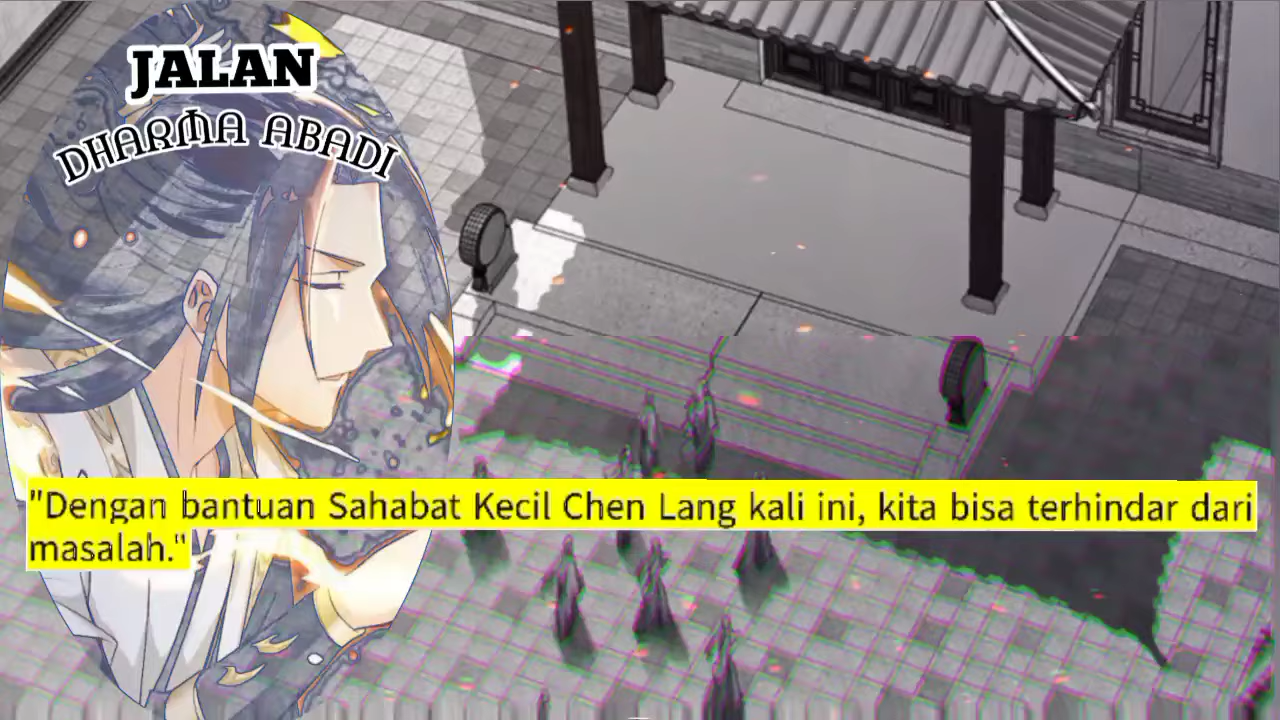 JALAN
DHARMA ABADI
"Dengan bantuan Sahabat Kecil Chen Lang kali ini, kita bisa terhindar dari
masalah."